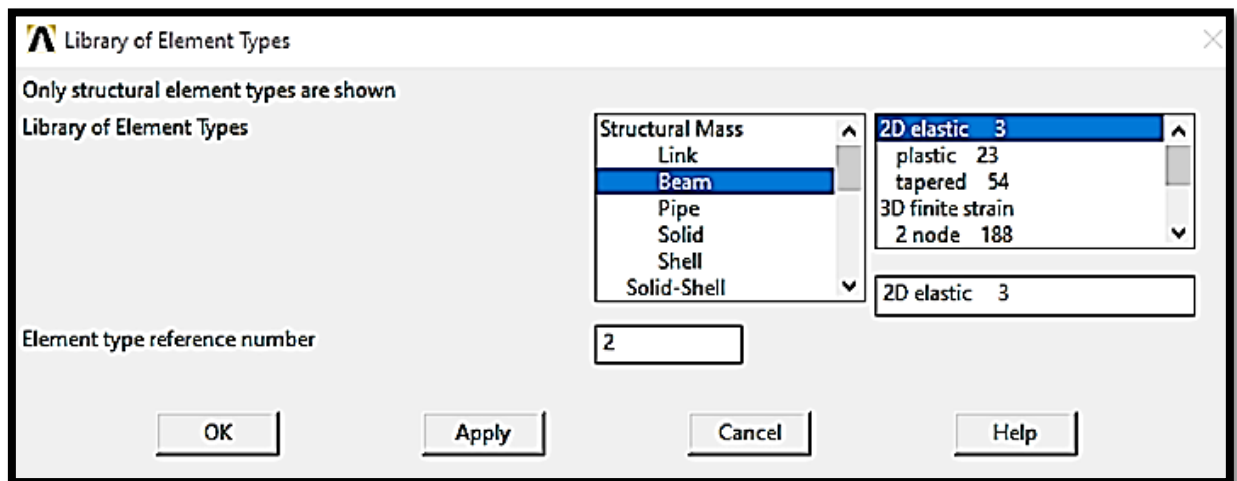 Library of Element Types
Only structural element types are shown
Library of Element Types
Structural Mass
Link
Beam
Pipe
Solid
Shell
Solid-Shell
2D elastic 3
plastic 23
tapered 54
3D finite strain
2 node 188
2D elastic 3
Element type reference number
2
OK
Apply
Cancel
Help